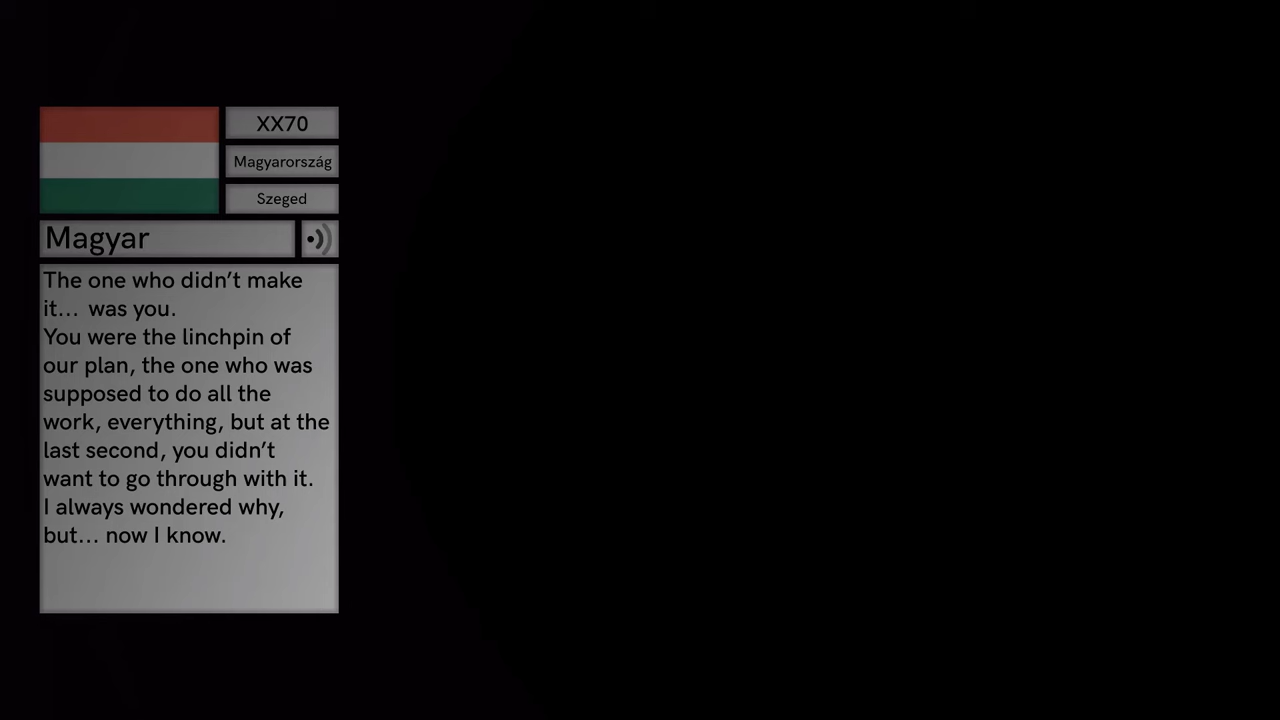 XX70
Magyarország
Szeged
Magyar
The one who didn’t make
it... was you.
You were the linchpin of
our plan, the one who was
supposed to do all the
work, everything, but at the
last second, you didn’t
want to go through with it.
I always wondered why,
but... now I know.